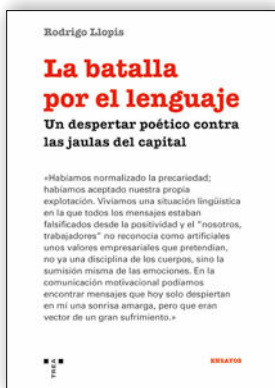 Rodrigo Llopis
La batalla
por el lenguaje
Un despertar poético contra
las jaulas del capital
«Habíamos normalizado la precariedad;
habíamos aceptado nuestra propia
explotación. Vivíamos una situación lingüística
en la que todos los mensajes estaban
falsificados desde la positividad y el "nosotros,
trabajadores" no reconocía como artificiales
unos valores empresariales que pretendían,
no ya una disciplina de los cuerpos, sino la
sumisión misma de las emociones. En la
comunicación motivacional podíamos
encontrar mensajes que hoy solo despiertan
en mí una sonrisa amarga, pero que eran
vector de un gran sufrimiento.»
TREA
ENSAYOS